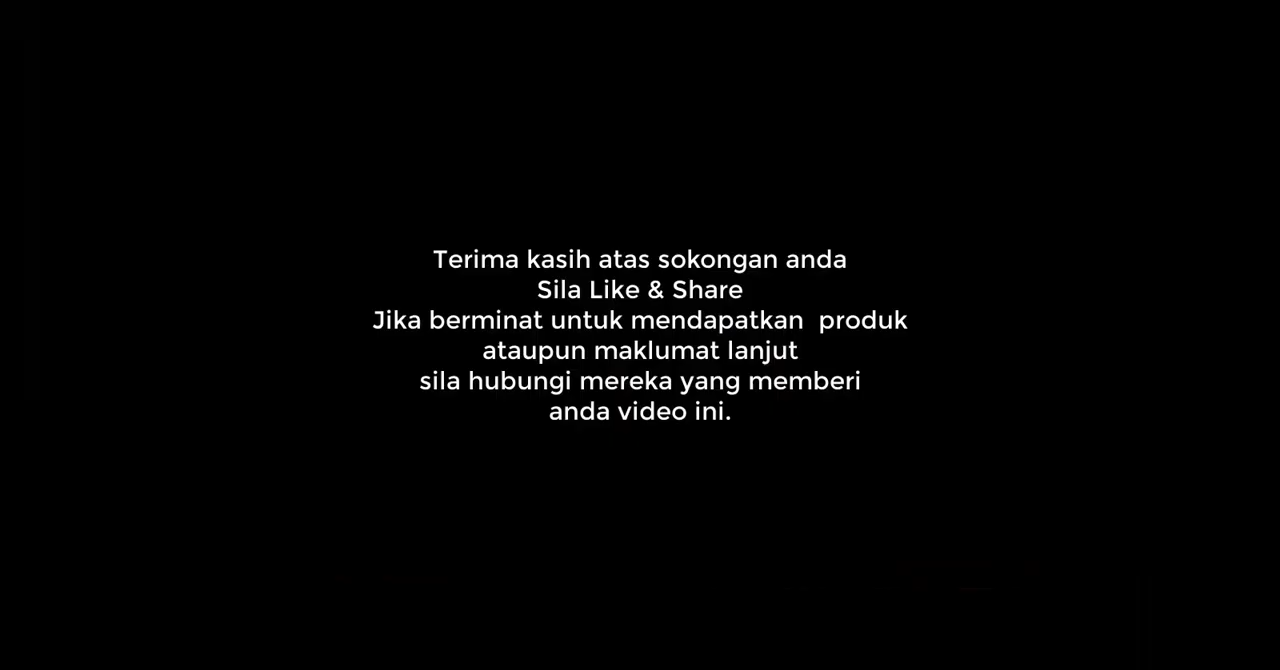 Terima kasih atas sokongan anda
Sila Like & Share
Jika berminat untuk mendapatkan  produk
ataupun maklumat lanjut
sila hubungi mereka yang memberi
anda video ini.